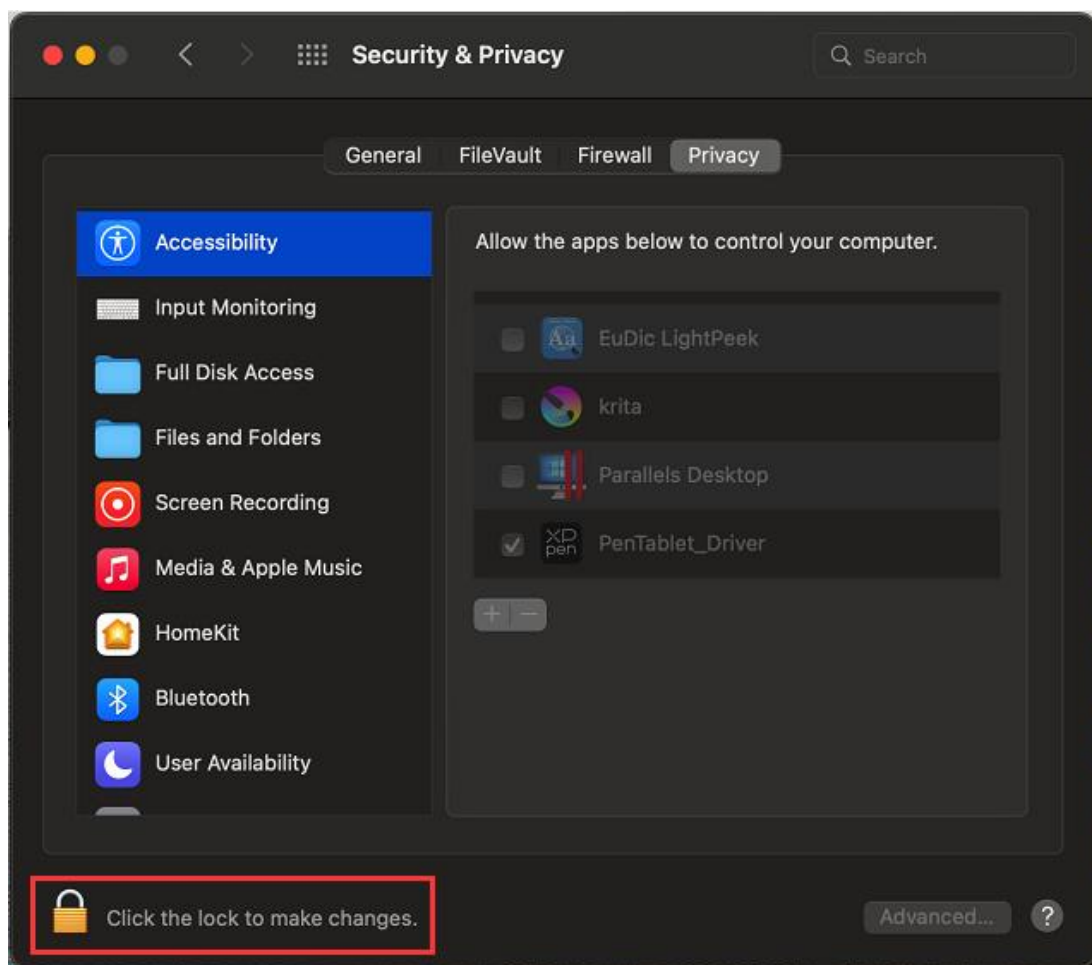 Security & Privacy
Search
General FileVault Firewall Privacy
Accessibility
Input Monitoring
Full Disk Access
Files and Folders
Screen Recording
Media & Apple Music
HomeKit
Bluetooth
User Availability
Allow the apps below to control your computer.
Aa EuDic LightPeek
krita
Parallels Desktop
XP pen PenTablet_Driver
+ −
Click the lock to make changes.
Advanced... ?